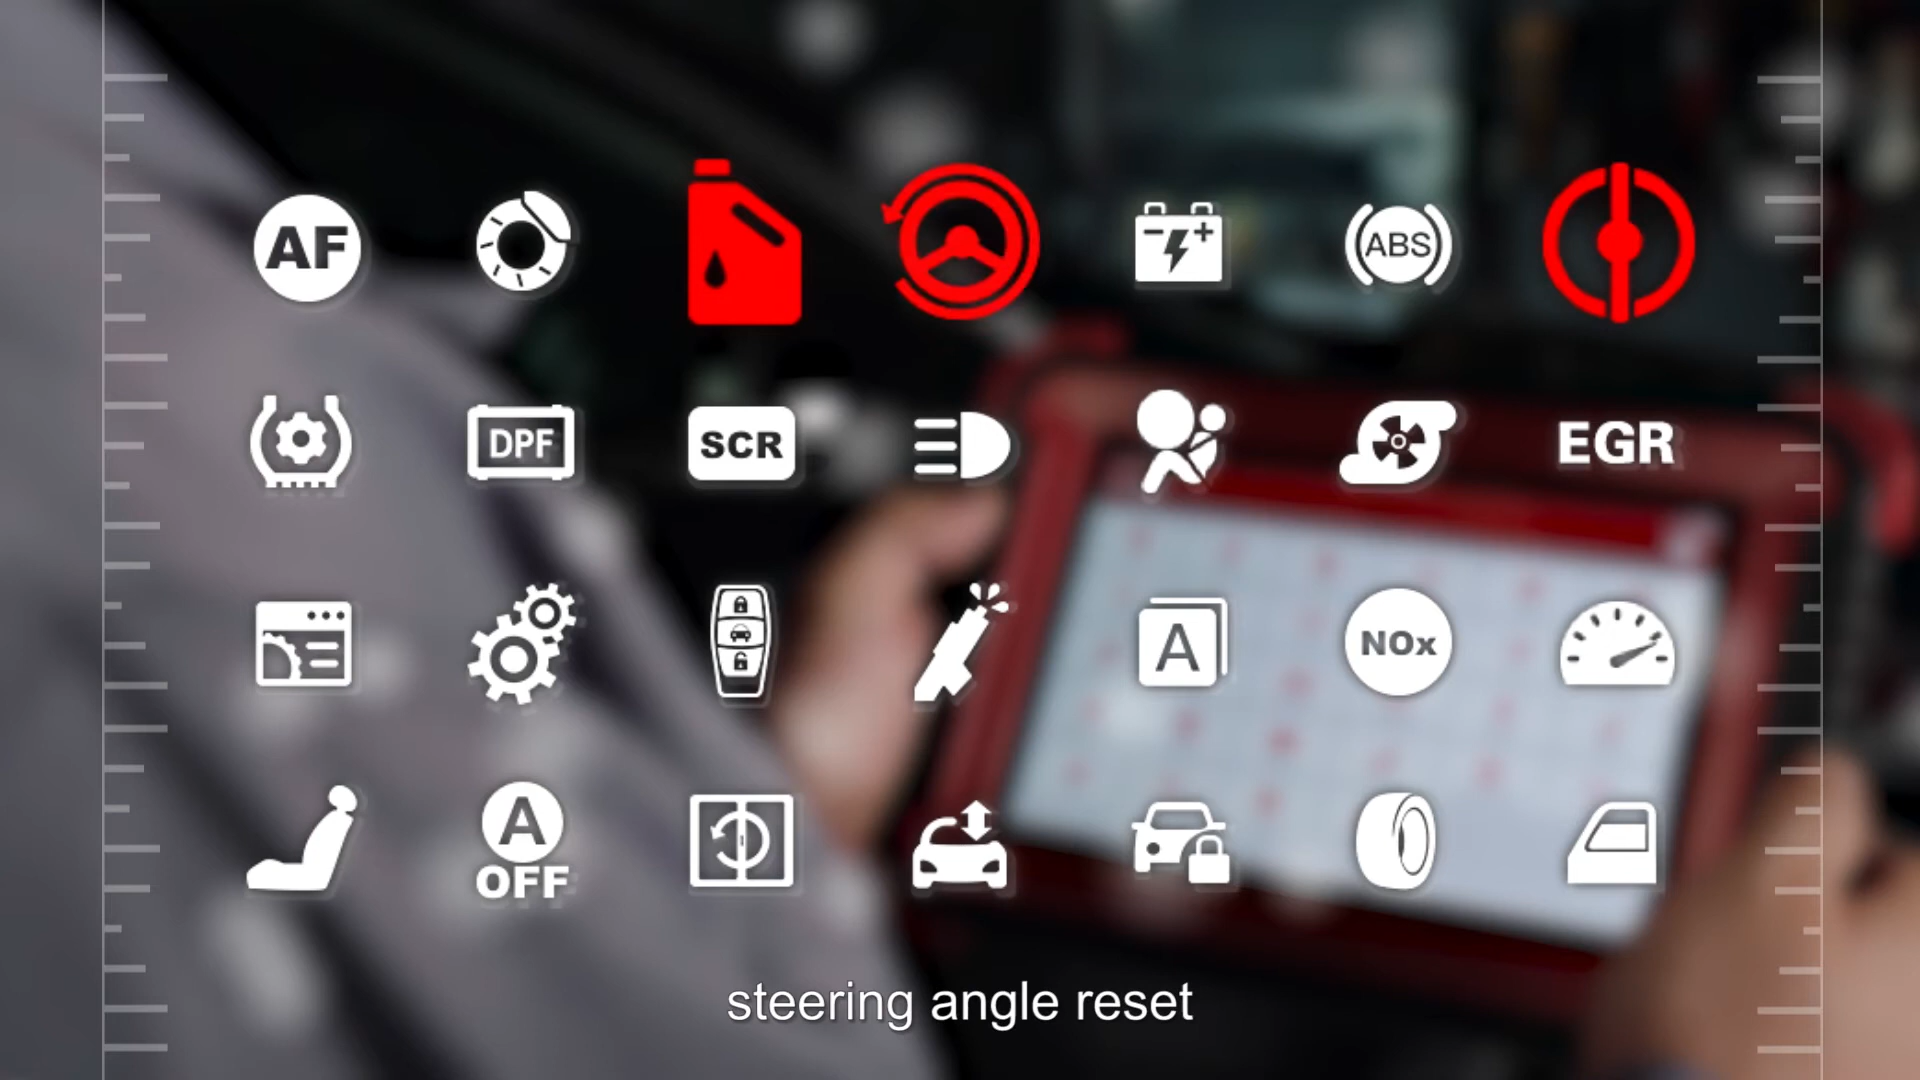 AF
ABS
DPF
SCR
EGR
A
NOx
A
OFF
steering angle reset